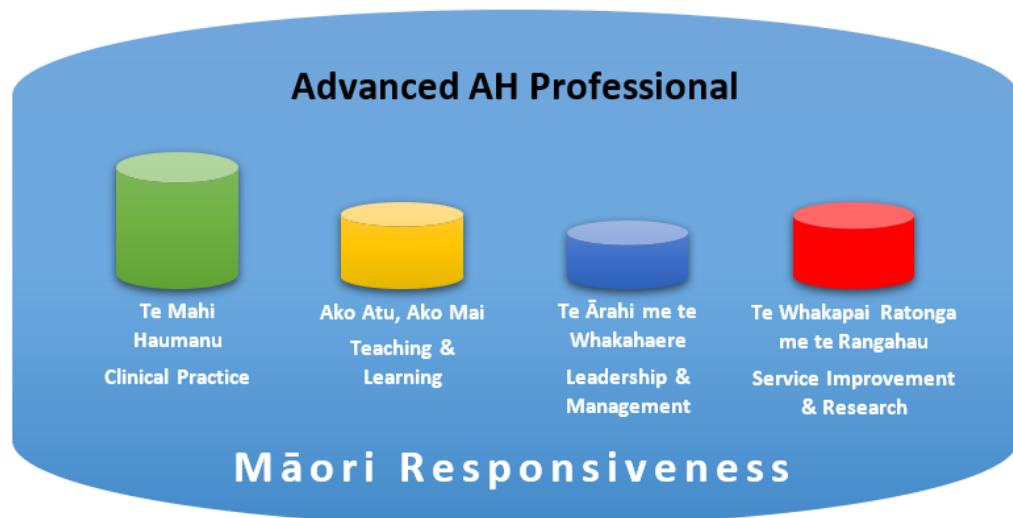 Advanced AH Professional
Te Mahi
Haumanu
Clinical Practice
Ako Atu, Ako Mai
Teaching &
Learning
Te Ārahi me te
Whakahaere
Leadership &
Management
Te Whakapai Ratonga
me te Rangahau
Service Improvement
& Research
Māori Responsiveness